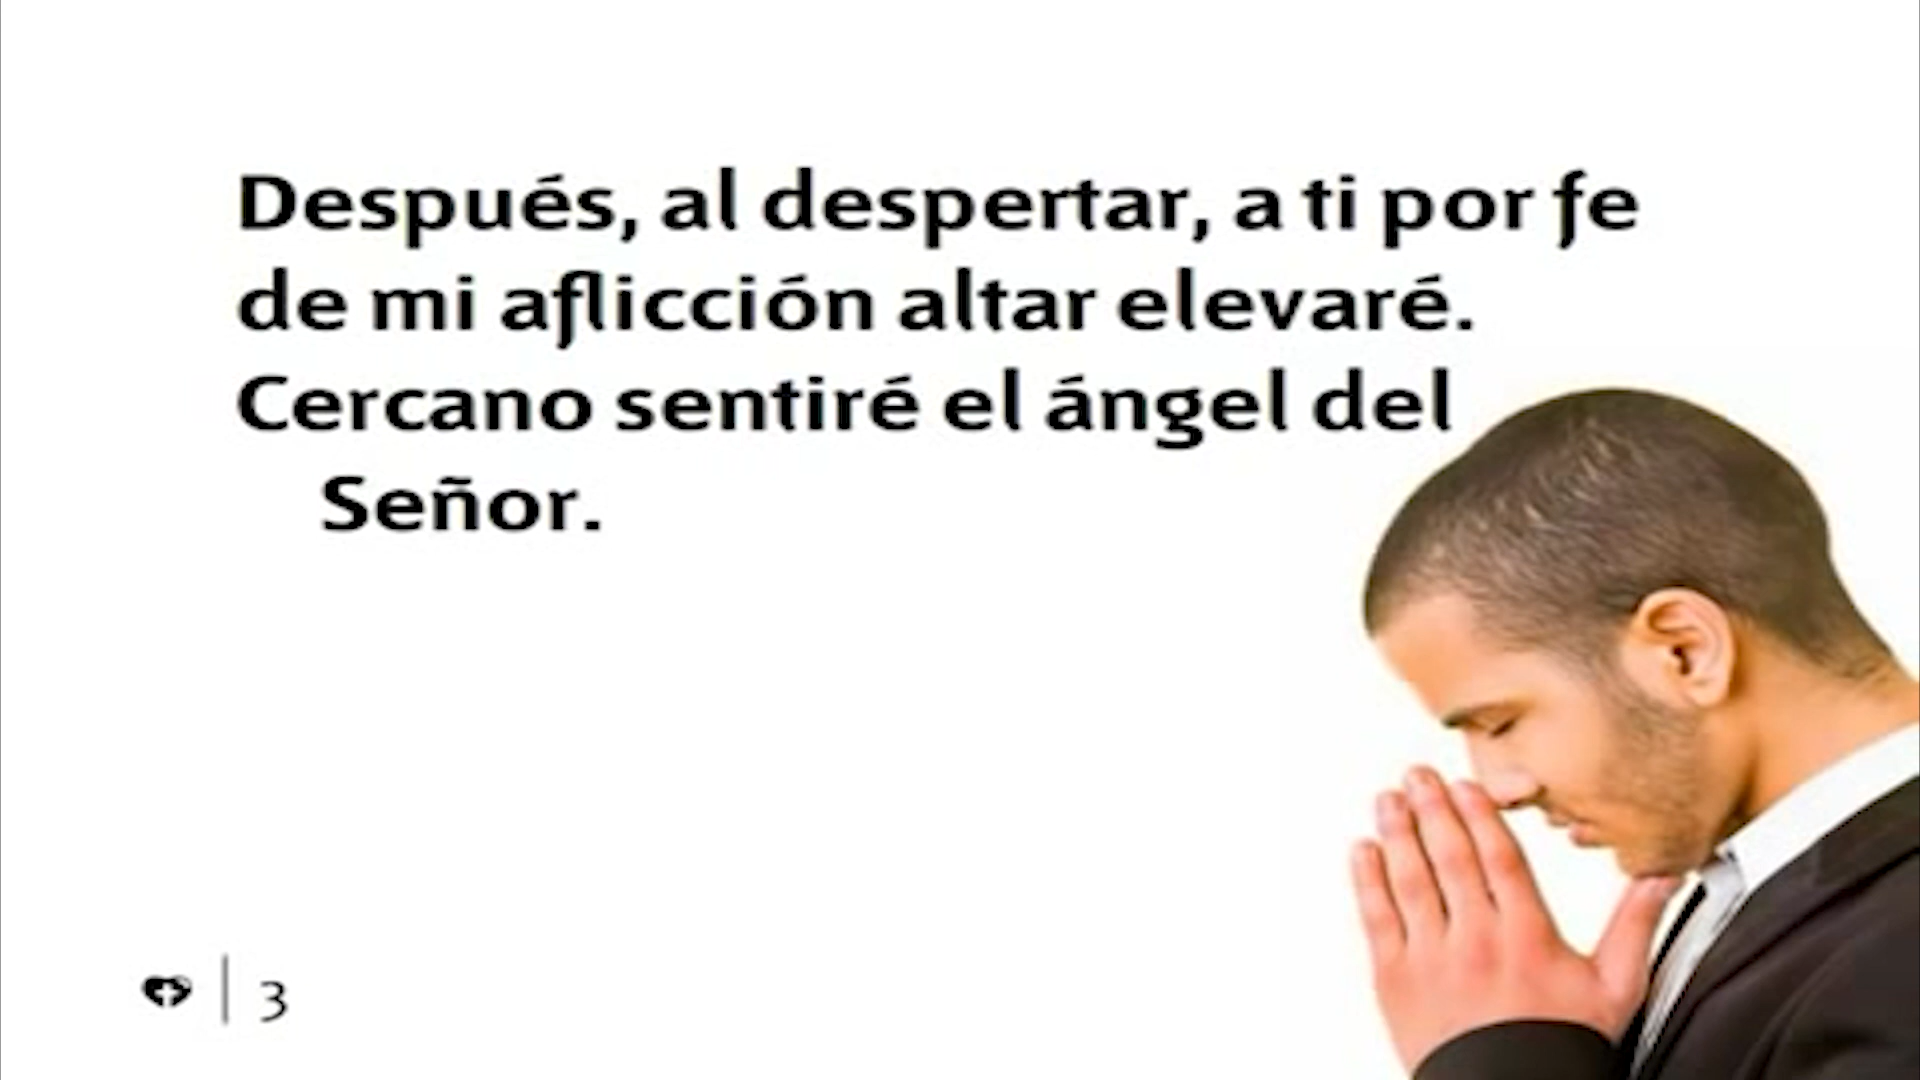 Después, al despertar, a ti por fe
de mi aflicción altar elevaré.
Cercano sentiré el ángel del
Señor.
3